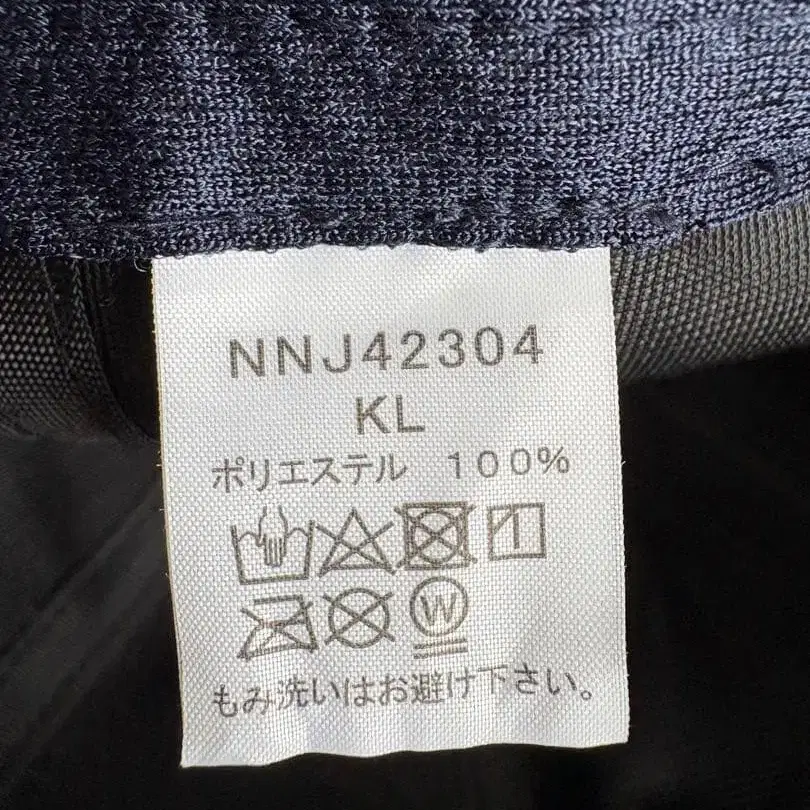 NNJ42304
KL
ポリエステル 100%
W
もみ洗いはお避け下さい。